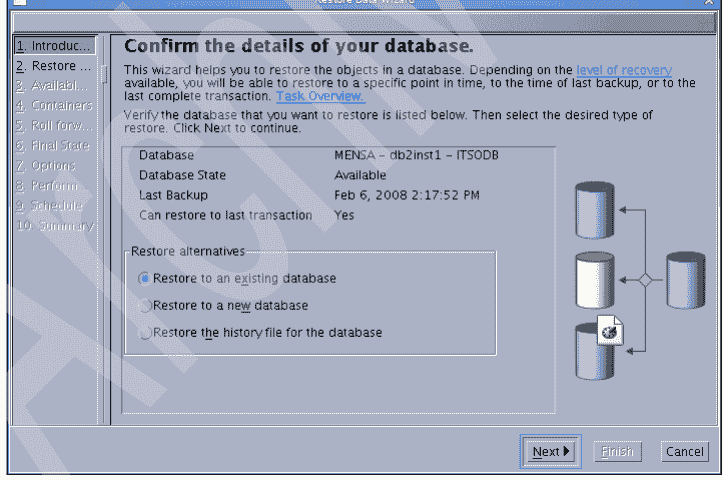 Restore Data Wizard
1. Introduc...
2. Restore ...
3. Availabl...
4. Containers
5. Roll forw...
6. Final State
7. Options
8. Perform...
9. Schedule
10. Summary
Confirm the details of your database.
This wizard helps you to restore the objects in a database. Depending on the level of recovery
available, you will be able to restore to a specific point in time, to the time of last backup, or to the
last complete transaction. Task Overview.
Verify the database that you want to restore is listed below. Then select the desired type of
restore. Click Next to continue.
Database MENSA – db2inst1 – ITSODB
Database State Available
Last Backup Feb 6, 2008 2:17:52 PM
Can restore to last transaction Yes
Restore alternatives
Restore to an existing database
Restore to a new database
Restore the history file for the database
Next
Finish
Cancel